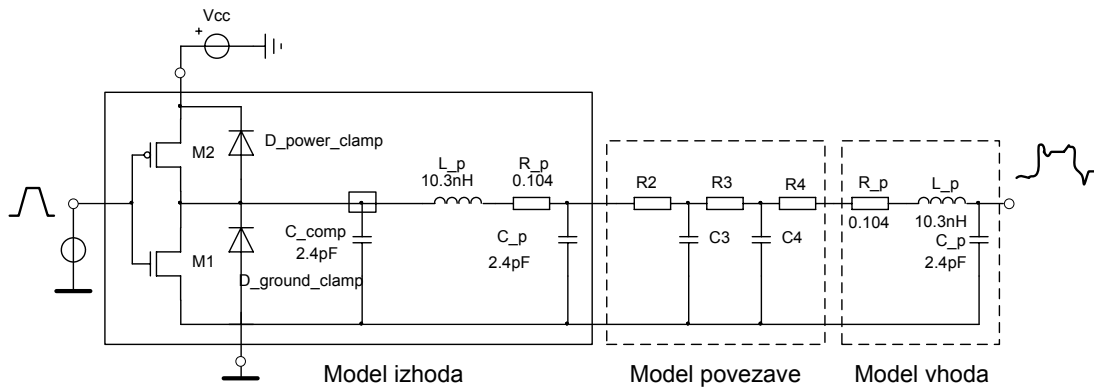 Vcc
+
M2
D_power_clamp
M1
D_ground_clamp
C_comp
2.4pF
L_p
10.3nH
R_p
0.104
C_p
2.4pF
R2
R3
R4
C3
C4
R_p
0.104
L_p
10.3nH
C_p
2.4pF
Model izhoda
Model povezave
Model vhoda